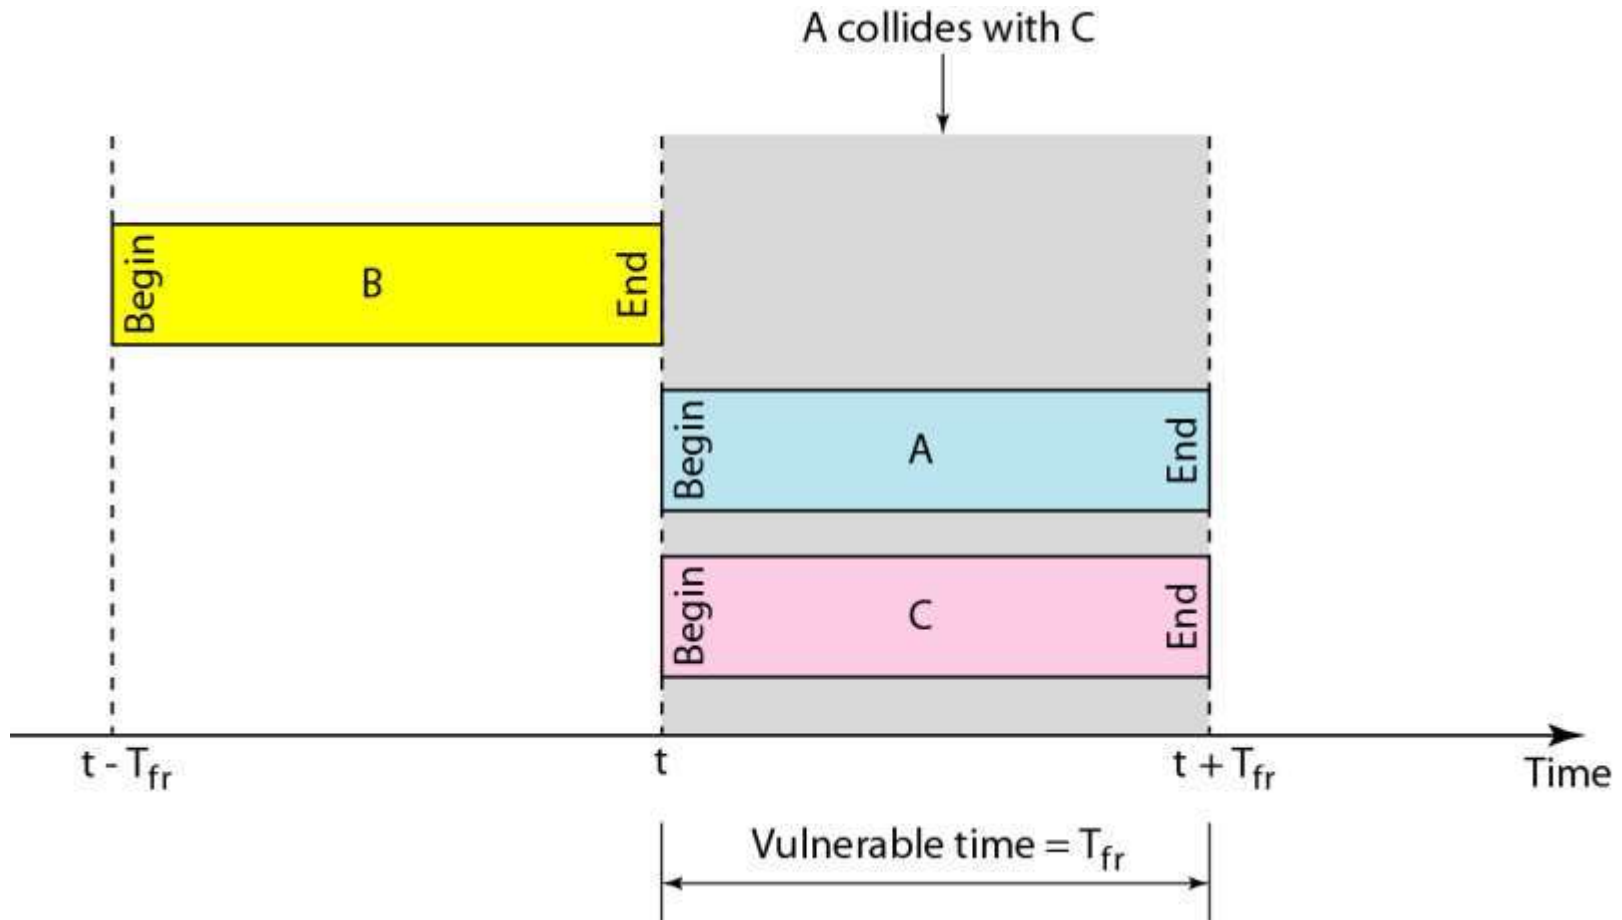 A collides with C
Begin B End
Begin A End
Begin C End
t - Tfr t t + Tfr
Time
Vulnerable time = Tfr